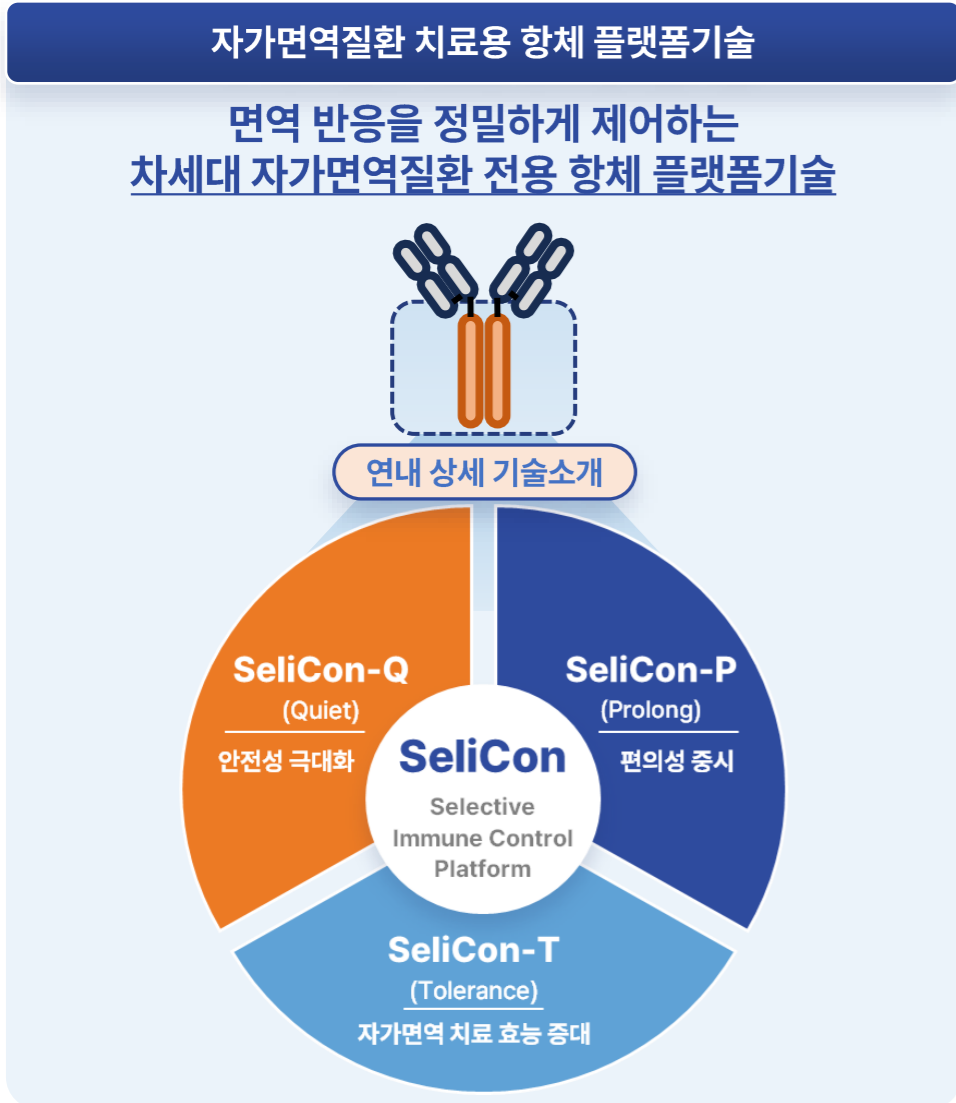 자가면역질환 치료용 항체 플랫폼기술
면역 반응을 정밀하게 제어하는
차세대 자가면역질환 전용 항체 플랫폼기술
연내 상세 기술소개
SeliCon-Q
(Quiet)
안전성 극대화
SeliCon-P
(Prolong)
편의성 중시
SeliCon
Selective
Immune Control
Platform
SeliCon-T
(Tolerance)
자가면역 치료 효능 증대